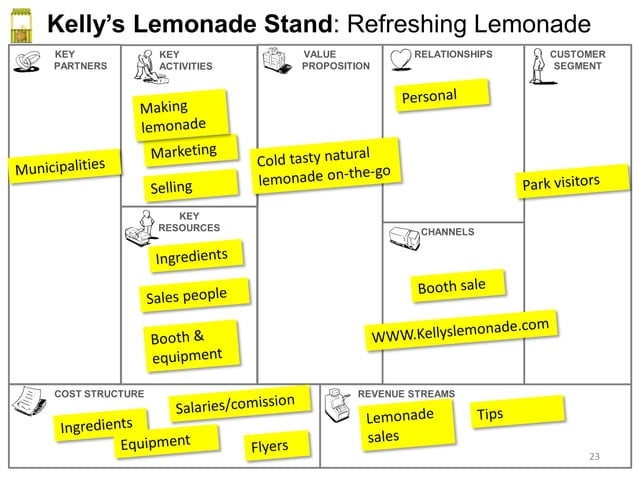 Kelly's Lemonade Stand: Refreshing Lemonade
KEY
PARTNERS
Municipalities
KEY
ACTIVITIES
Making
lemonade
Marketing
Selling
KEY
RESOURCES
Ingredients
Sales people
Booth &
equipment
VALUE
PROPOSITION
Cold tasty natural
lemonade on-the-go
RELATIONSHIPS
Personal
CHANNELS
Booth sale
WWW.Kellyslemonade.com
CUSTOMER
SEGMENT
Park visitors
COST STRUCTURE
Ingredients
Salaries/comission
Equipment
Flyers
REVENUE STREAMS
Lemonade
sales
Tips
23